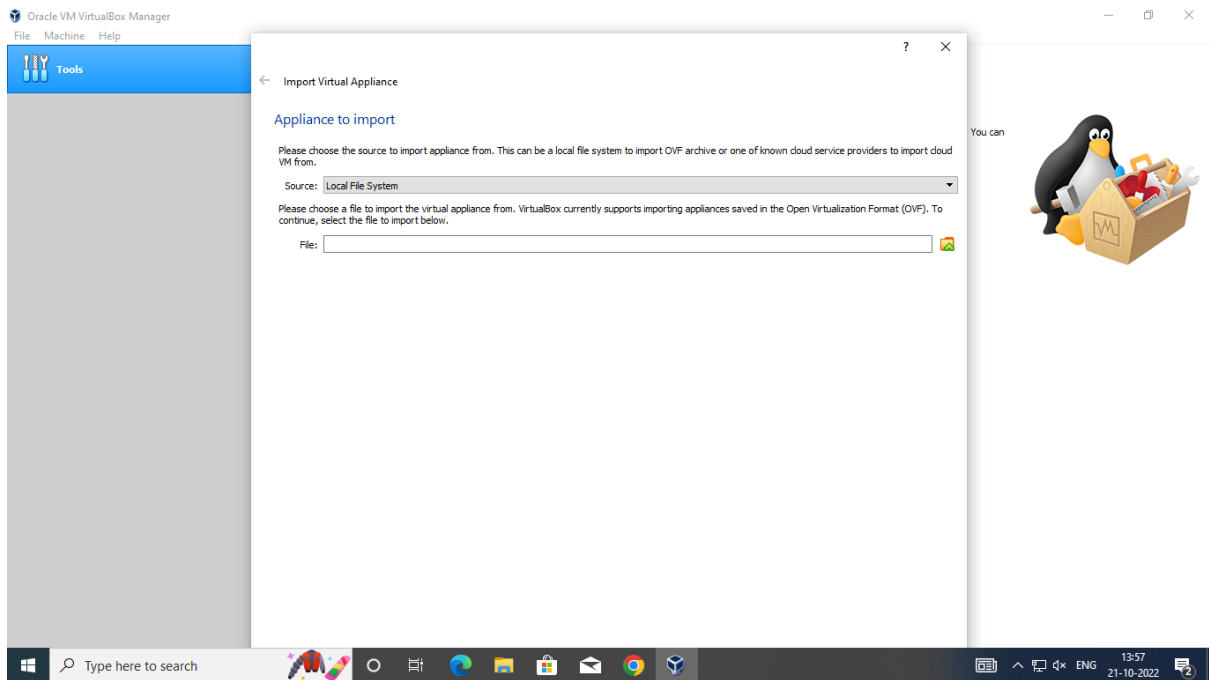 Oracle VM VirtualBox Manager
File Machine Help
Tools
? ×
Import Virtual Appliance
Appliance to import
Please choose the source to import appliance from. This can be a local file system to import OVF archive or one of known cloud service providers to import cloud
VM from.
Source: Local File System
Please choose a file to import the virtual appliance from. VirtualBox currently supports importing appliances saved in the Open Virtualization Format (OVF). To
continue, select the file to import below.
File:
You can
Type here to search
ENG
13:57
21-10-2022
2